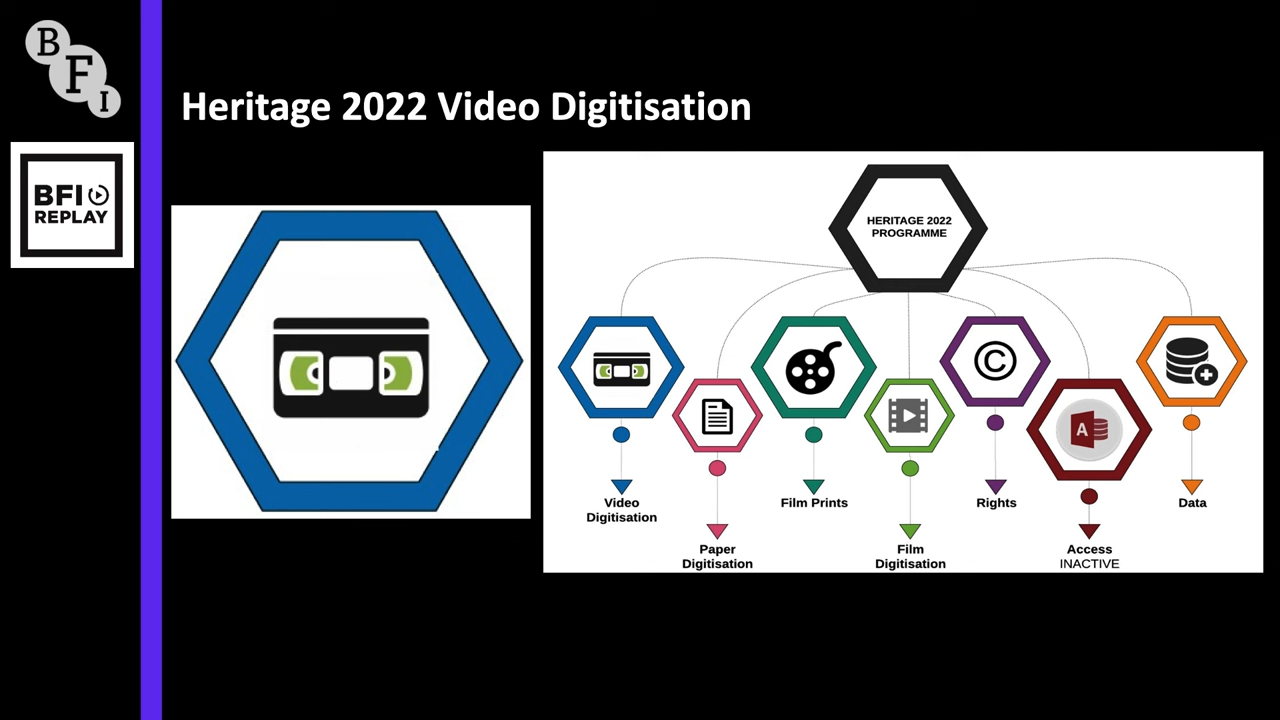 BFI
BFI
REPLAY
Heritage 2022 Video Digitisation
HERITAGE 2022
PROGRAMME
A
Video
Digitisation
Paper
Digitisation
Film Prints
Film
Digitisation
©
Rights
Access
INACTIVE
Data